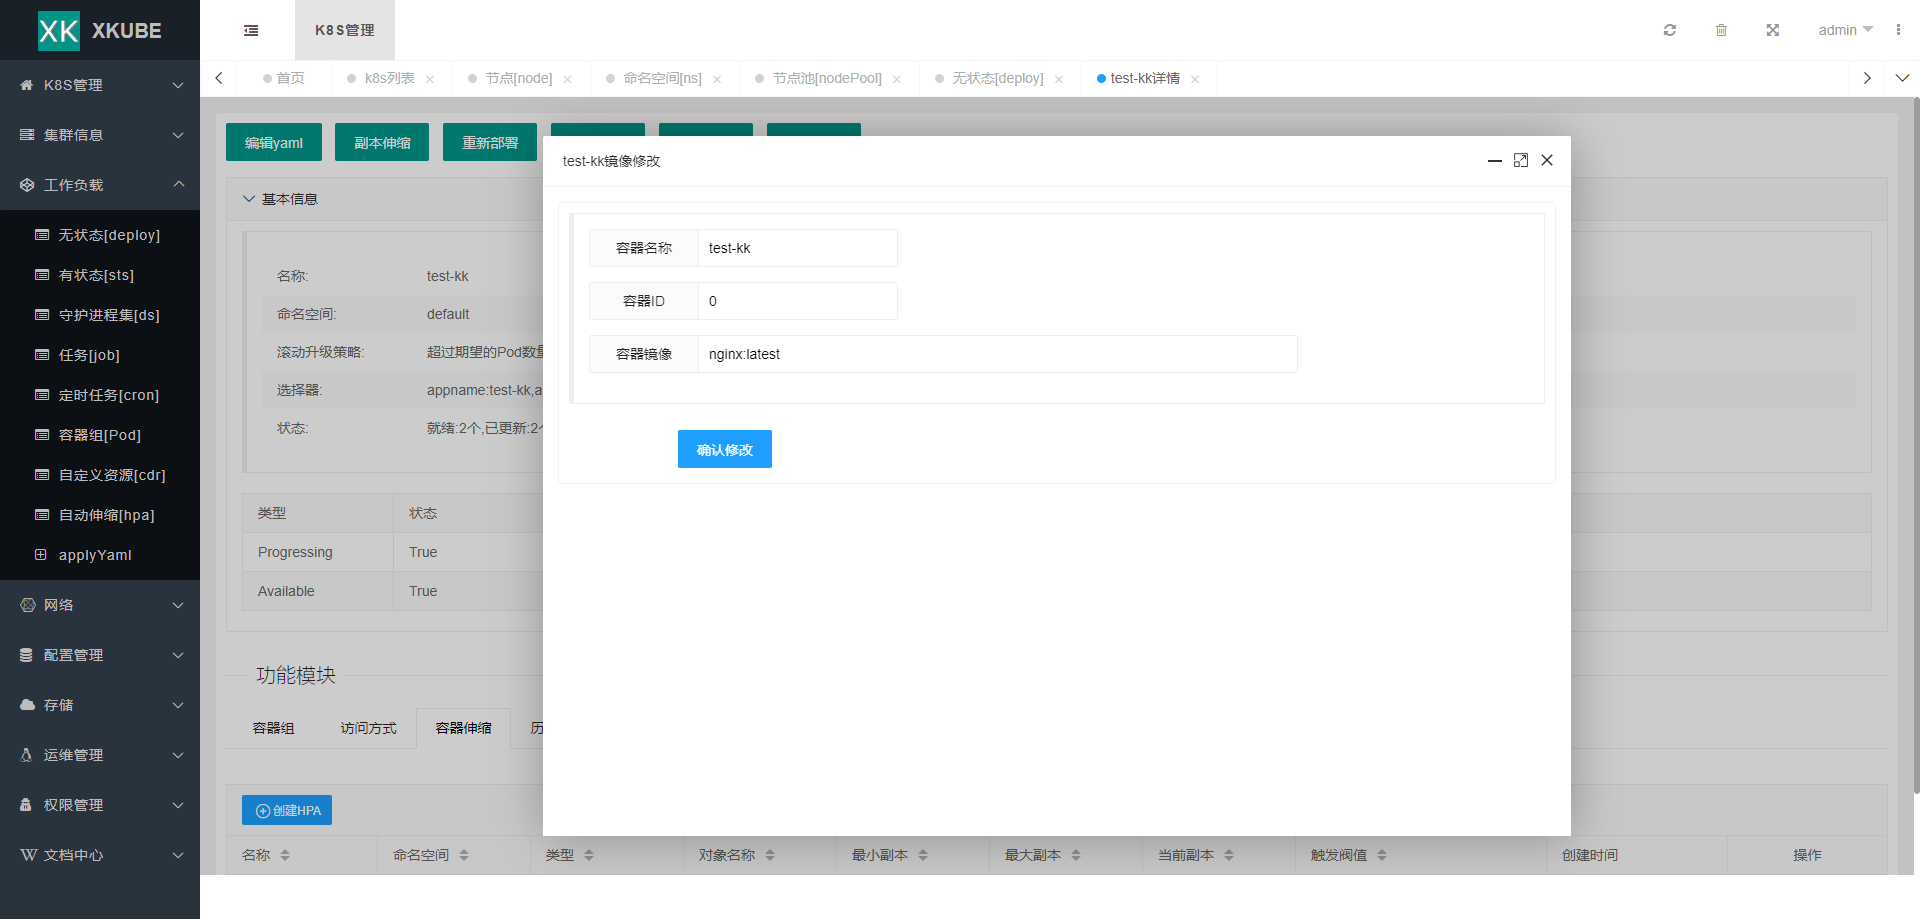 XK XKUBE
K8S管理
admin
首页
k8s列表
节点[node]
命名空间[ns]
节点池[nodePool]
无状态[deploy]
test-kk详情
K8S管理
集群信息
工作负载
无状态[deploy]
有状态[sts]
守护进程集[ds]
任务[job]
定时任务[cron]
容器组[Pod]
自定义资源[cdr]
自动伸缩[hpa]
applyYaml
网络
配置管理
存储
运维管理
权限管理
文档中心
编辑yaml
副本伸缩
重新部署
基本信息
名称: test-kk
命名空间: default
滚动升级策略: 超过期望的Pod数量
选择器: appname:test-kk,a
状态: 就绪:2个,已更新:2个
类型 状态
Progressing True
Available True
功能模块
容器组
访问方式
容器伸缩
历
创建HPA
名称 命名空间 类型 对象名称 最小副本 最大副本 当前副本 触发阀值 创建时间 操作
test-kk镜像修改
容器名称 test-kk
容器ID 0
容器镜像 nginx:latest
确认修改